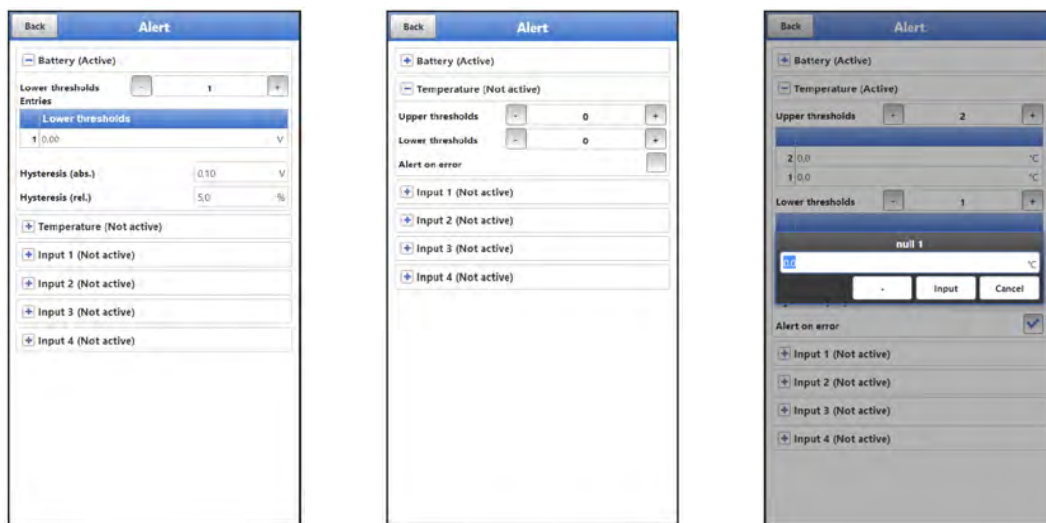 Back Alert
Battery (Active)
Lower thresholds - 1 +
Entries
Lower thresholds
1 0.00 V
Hysteresis (abs.) 0,10 V
Hysteresis (rel.) 5,0 %
Temperature (Not active)
Input 1 (Not active)
Input 2 (Not active)
Input 3 (Not active)
Input 4 (Not active)
Back Alert
Battery (Active)
Temperature (Not active)
Upper thresholds - 0 +
Lower thresholds - 0 +
Alert on error
Input 1 (Not active)
Input 2 (Not active)
Input 3 (Not active)
Input 4 (Not active)
Back Alert
Battery (Active)
Temperature (Active)
Upper thresholds - 2 +
2 0,0 °C
1 0,0 °C
Lower thresholds - 1 +
null 1
0,0 °C
- Input Cancel
Alert on error
Input 1 (Not active)
Input 2 (Not active)
Input 3 (Not active)
Input 4 (Not active)